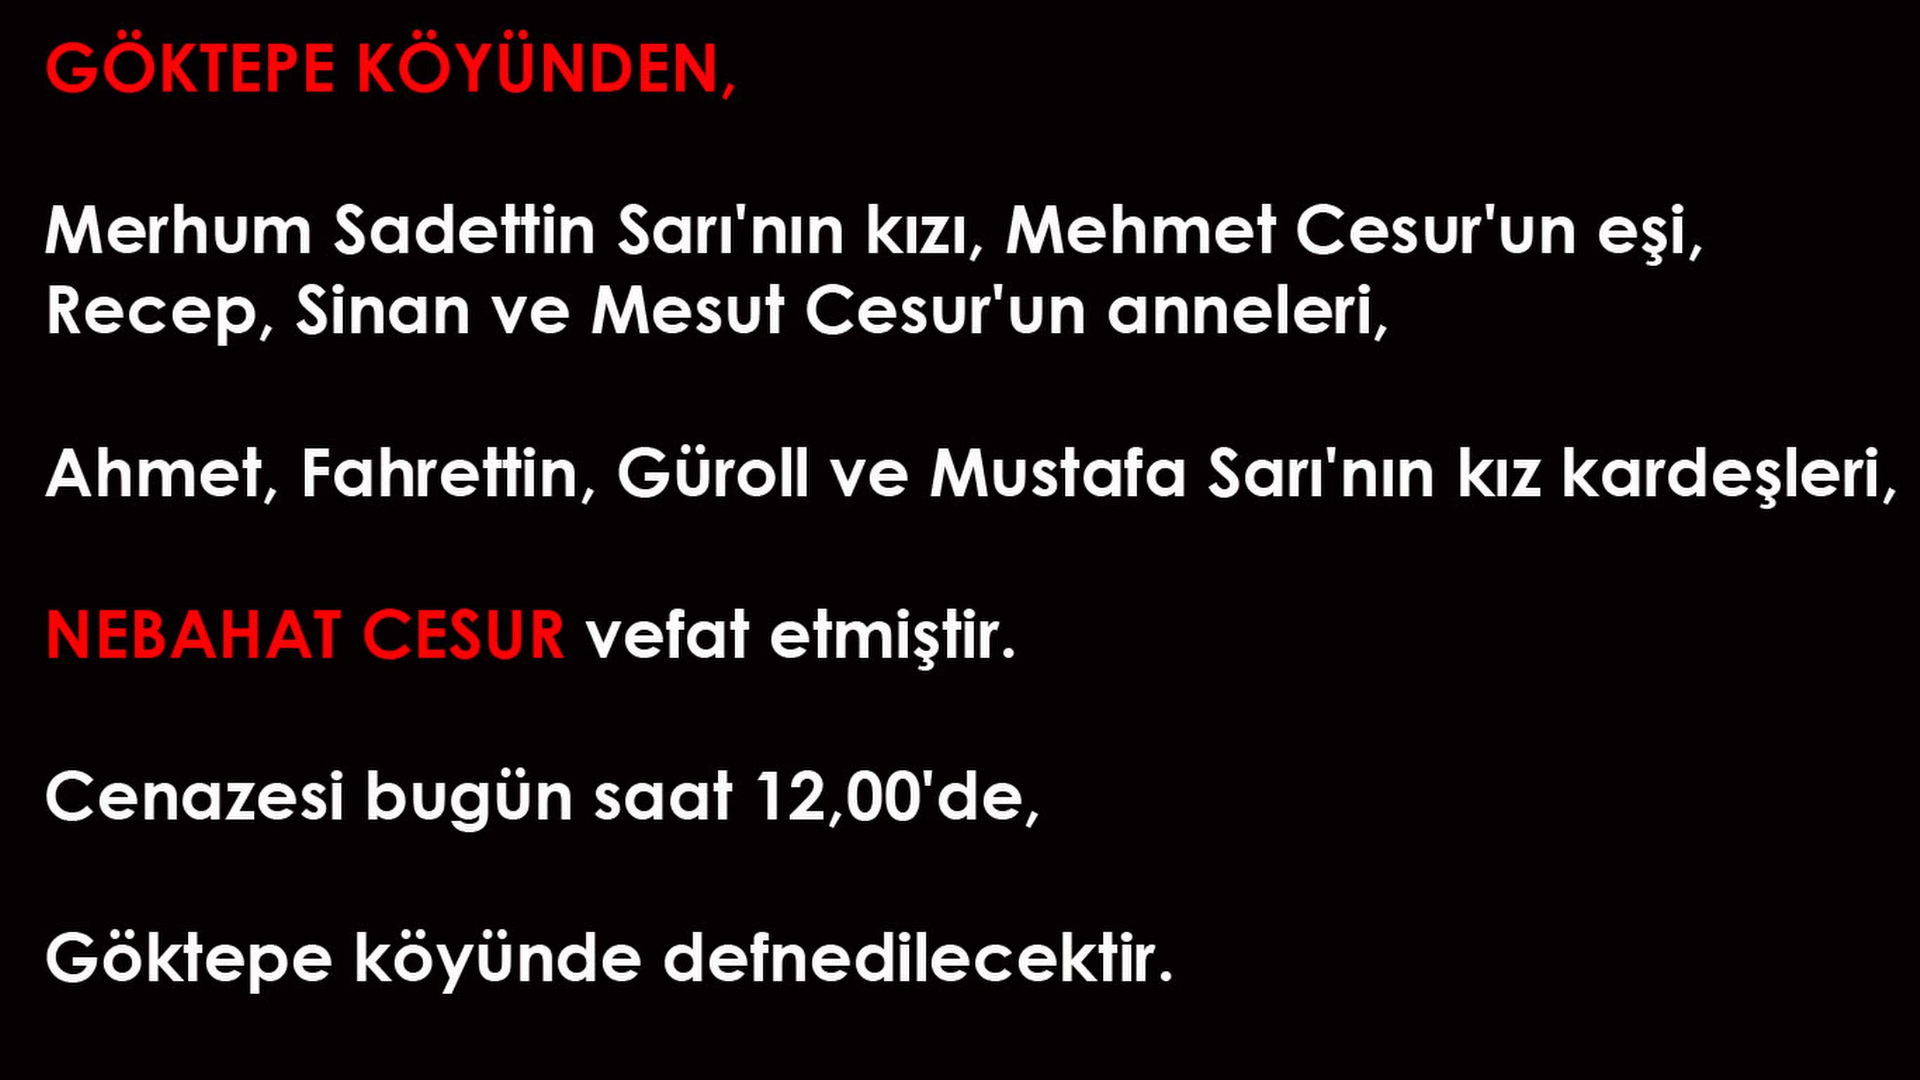 GÖKTEPE KÖYÜNDEN,
Merhum Sadettin Sarı'nın kızı, Mehmet Cesur'un eşi,
Recep, Sinan ve Mesut Cesur'un anneleri,
Ahmet, Fahrettin, Güroll ve Mustafa Sarı'nın kız kardeşleri,
NEBAHAT CESUR vefat etmiştir.
Cenazesi bugün saat 12,00'de,
Göktepe köyünde defnedilecektir.